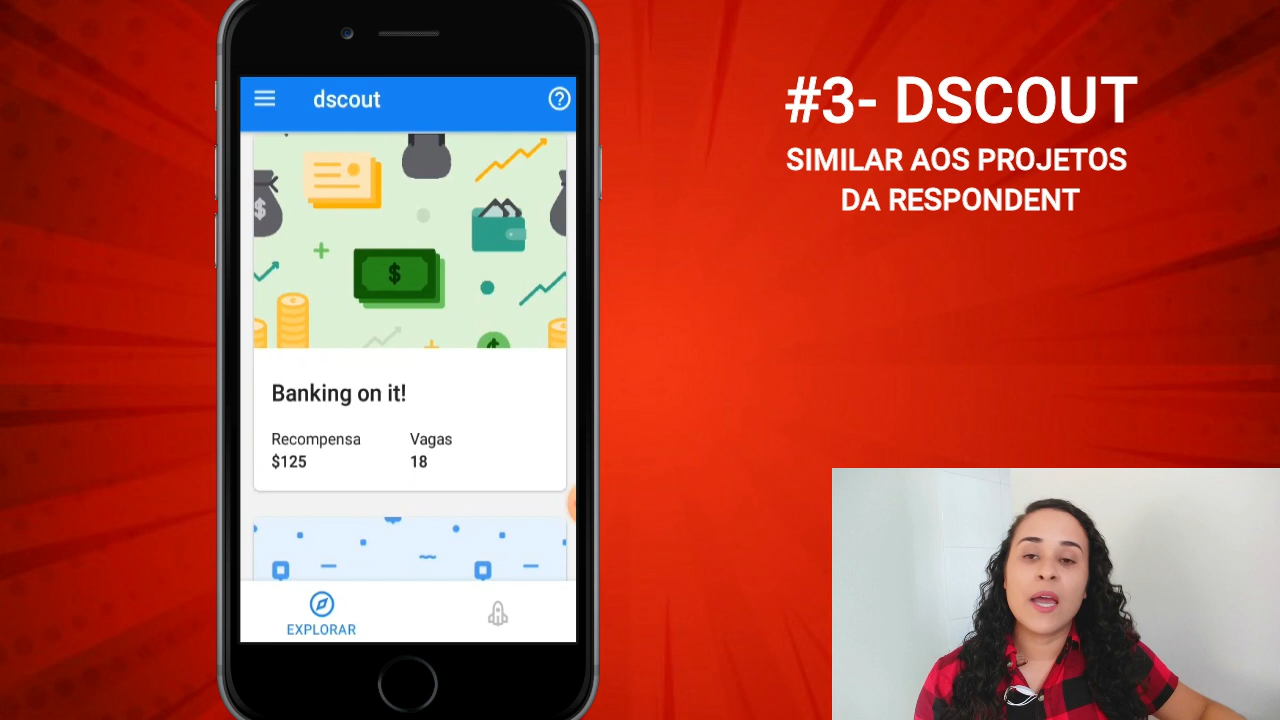 dscout
Banking on it!
Recompensa Vagas
$125 18
EXPLORAR
#3- DSCOUT
SIMILAR AOS PROJETOS
DA RESPONDENT